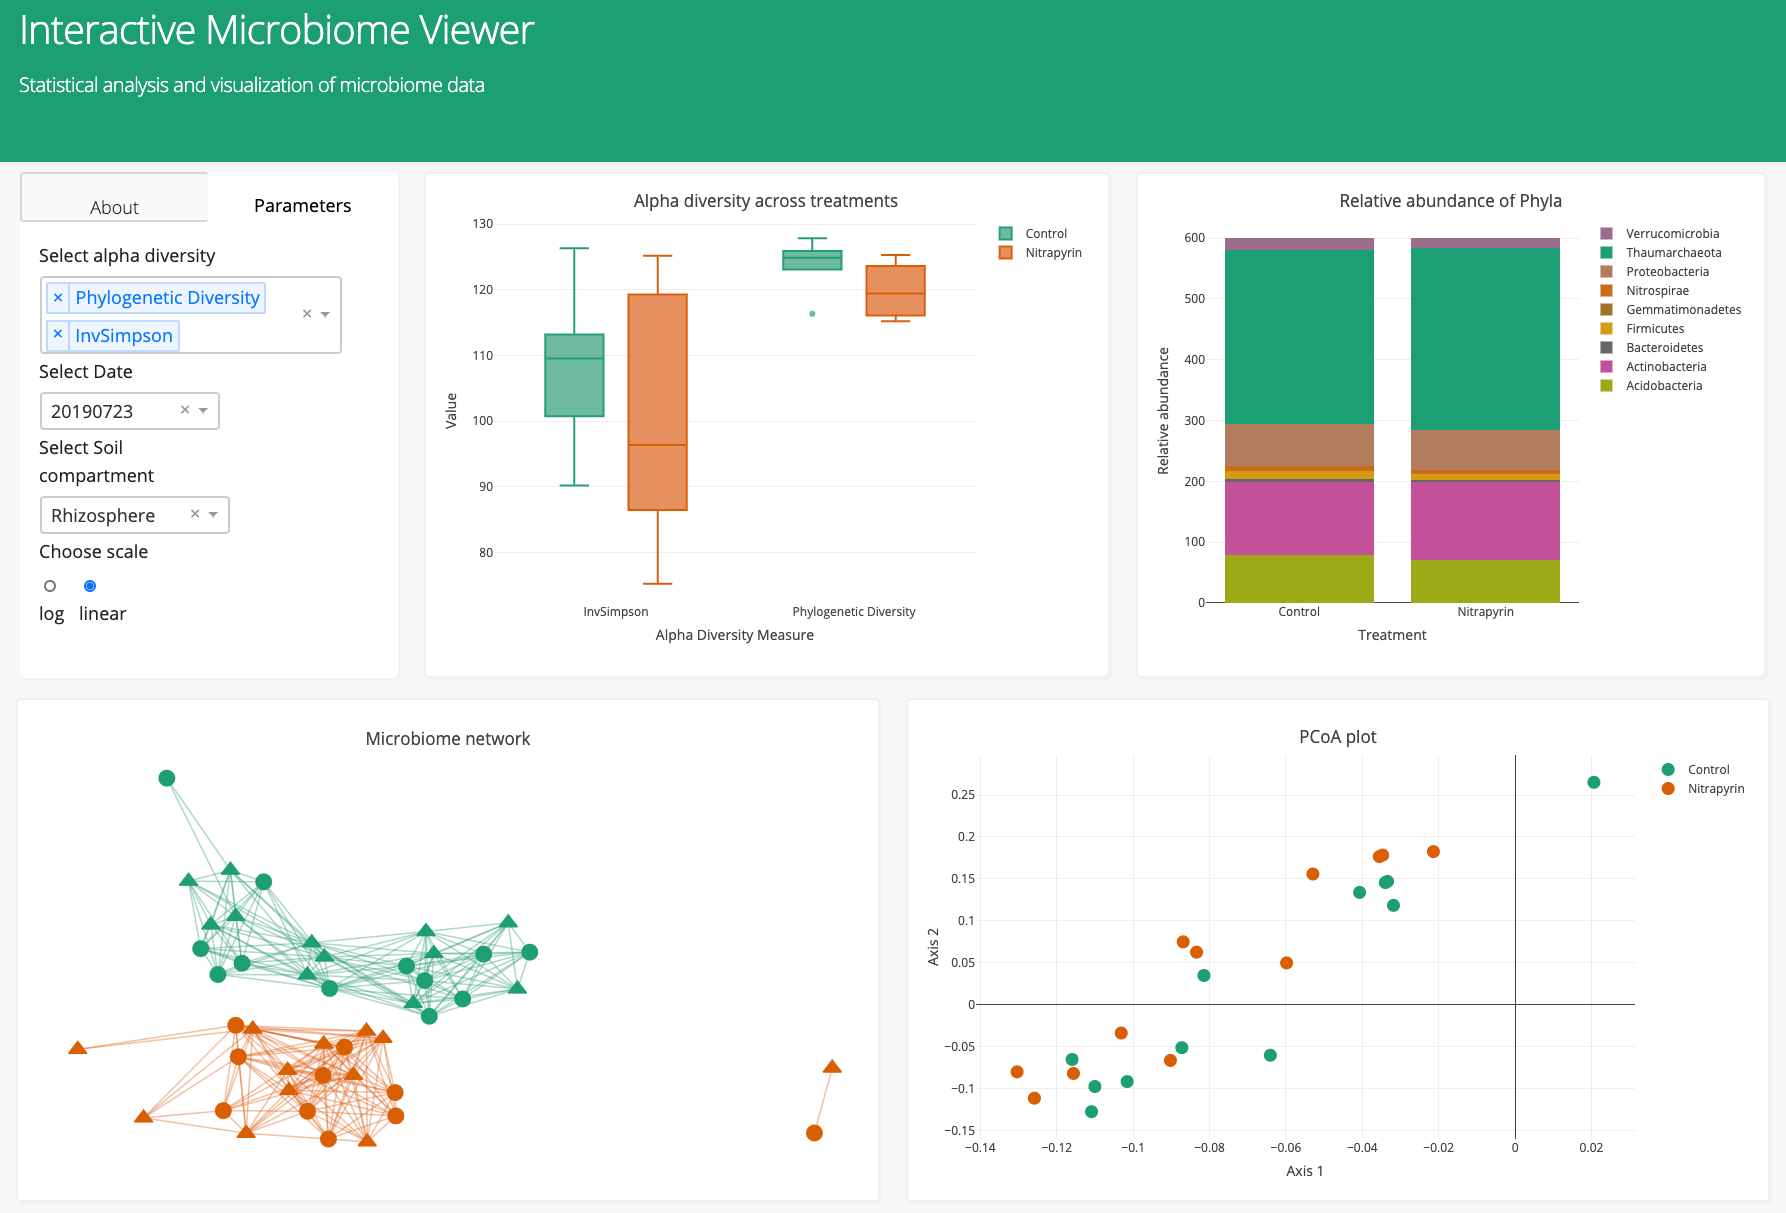 Interactive Microbiome Viewer
Statistical analysis and visualization of microbiome data
About
Parameters
Select alpha diversity
× Phylogenetic Diversity
× InvSimpson
×
Select Date
20190723 ×
Select Soil
compartment
Rhizosphere ×
Choose scale
log linear
Alpha diversity across treatments
130
120
110
100
90
80
Value
InvSimpson
Phylogenetic Diversity
Alpha Diversity Measure
Control
Nitrapyrin
Relative abundance of Phyla
600
500
400
300
200
100
0
Relative abundance
Control
Nitrapyrin
Treatment
Verrucomicrobia
Thaumarchaeota
Proteobacteria
Nitrospirae
Gemmatimonadetes
Firmicutes
Bacteroidetes
Actinobacteria
Acidobacteria
Microbiome network
PCoA plot
0.25
0.2
0.15
0.1
0.05
0
−0.05
−0.1
−0.15
Axis 2
−0.14
−0.12
−0.1
−0.08
−0.06
−0.04
−0.02
0
0.02
Axis 1
Control
Nitrapyrin